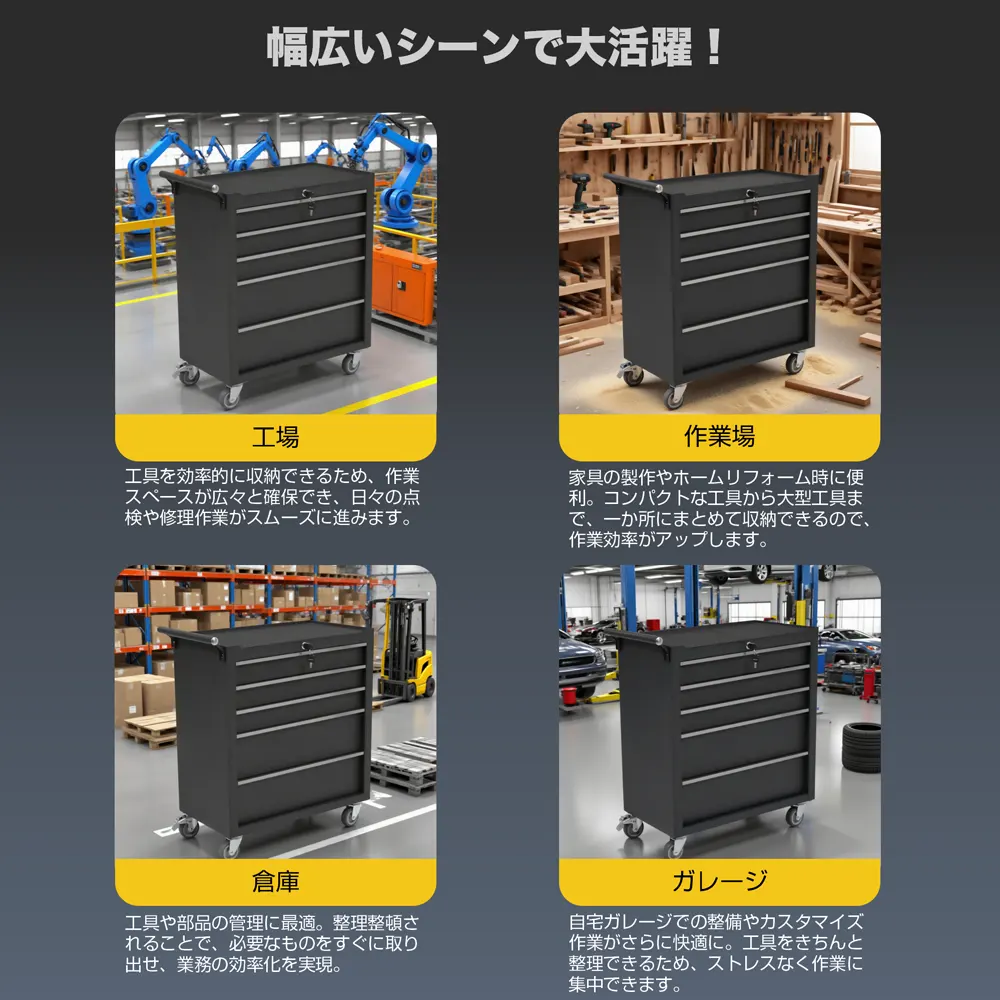 幅広いシーンで大活躍！
工場
工具を効率的に収納できるため、作業
スペースが広々と確保でき、日々の点
検や修理作業がスムーズに進みます。
作業場
家具の製作やホームリフォーム時に便
利。コンパクトな工具から大型工具ま
で、一か所にまとめて収納できるので、
作業効率がアップします。
倉庫
工具や部品の管理に最適。整理整頓さ
れることで、必要なものをすぐに取り
出せ、業務の効率化を実現。
ガレージ
自宅ガレージでの整備やカスタマイズ
作業がさらに快適に。工具をきちんと
整理できるため、ストレスなく作業に
集中できます。